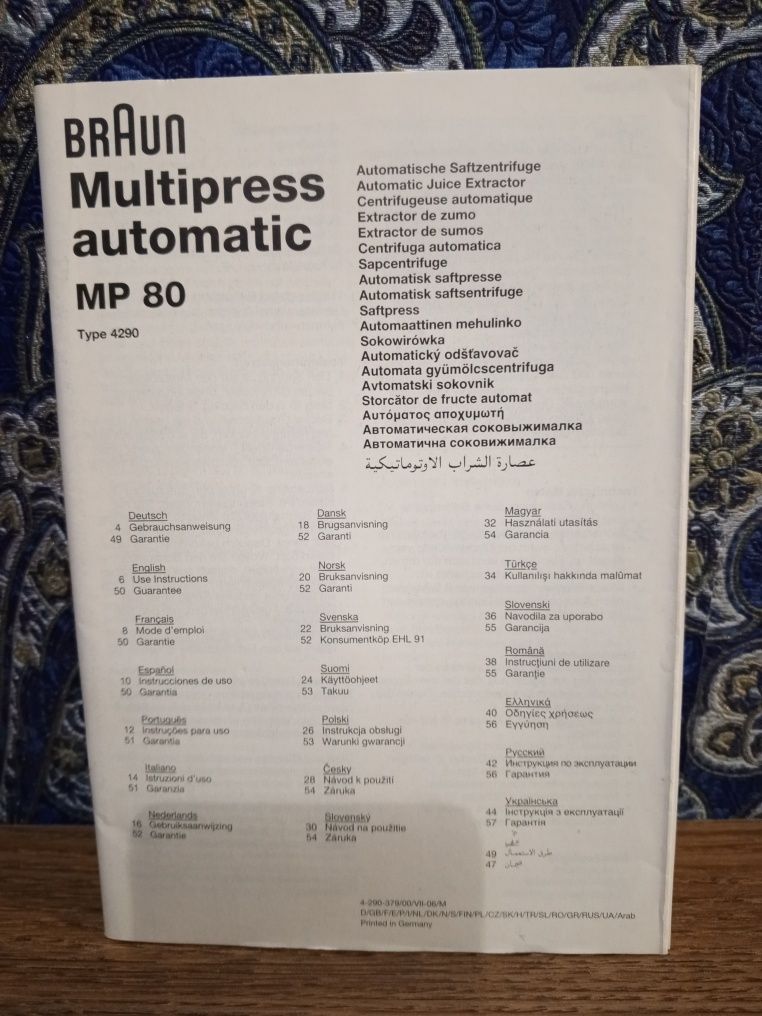 BRAUN
Multipress
automatic
MP 80
Type 4290
Automatische Saftzentrifuge
Automatic Juice Extractor
Centrifugeuse automatique
Extractor de zumo
Extractor de sumos
Centrifuga automatica
Sapcentrifuge
Automatisk saftpresse
Automatisk saftsentrifuge
Saftpress
Automaattinen mehulinko
Sokowirówka
Automatický odšťavovač
Automata gyümölcscentrifuga
Avtomatski sokovnik
Storcător de fructe automat
Αυτόματος αποχυμωτή
Автоматическая соковыжималка
Автоматична соковижималка
عصارة الشراب الاوتوماتيكية
Deutsch
4 Gebrauchsanweisung
49 Garantie
English
6 Use Instructions
50 Guarantee
Français
8 Mode d'emploi
50 Garantie
Español
10 Instrucciones de uso
50 Garantia
Português
12 Instruções para uso
51 Garantia
Italiano
14 Istruzioni d'uso
51 Garanzia
Nederlands
16 Gebruiksaanwijzing
52 Garantie
Dansk
18 Brugsanvisning
52 Garanti
Norsk
20 Bruksanvisning
52 Garanti
Svenska
22 Bruksanvisning
52 Konsumentköp EHL 91
Suomi
24 Käyttöohjeet
53 Takuu
Polski
26 Instrukcja obsługi
53 Warunki gwarancji
Česky
28 Návod k použití
54 Záruka
Slovenský
30 Návod na použitie
54 Záruka
Magyar
32 Használati utasítás
54 Garancia
Türkçe
34 Kullanılışı hakkında malûmat
Slovenski
36 Navodila za uporabo
55 Garancija
Română
38 Instrucţiuni de utilizare
55 Garanţie
Ελληνικά
40 Οδηγίες χρήσεως
56 Εγγύηση
Русский
42 Инструкция по эксплуатации
56 Гарантия
Українська
44 Інструкція з експлуатації
57 Гарантія
49 طرق الاستعمال
47 ضمان
4-290-379/00/VII-06/M
D/GB/F/E/P/I/NL/DK/N/S/FIN/PL/CZ/SK/H/TR/SL/RO/GR/RUS/UA/Arab
Printed in Germany